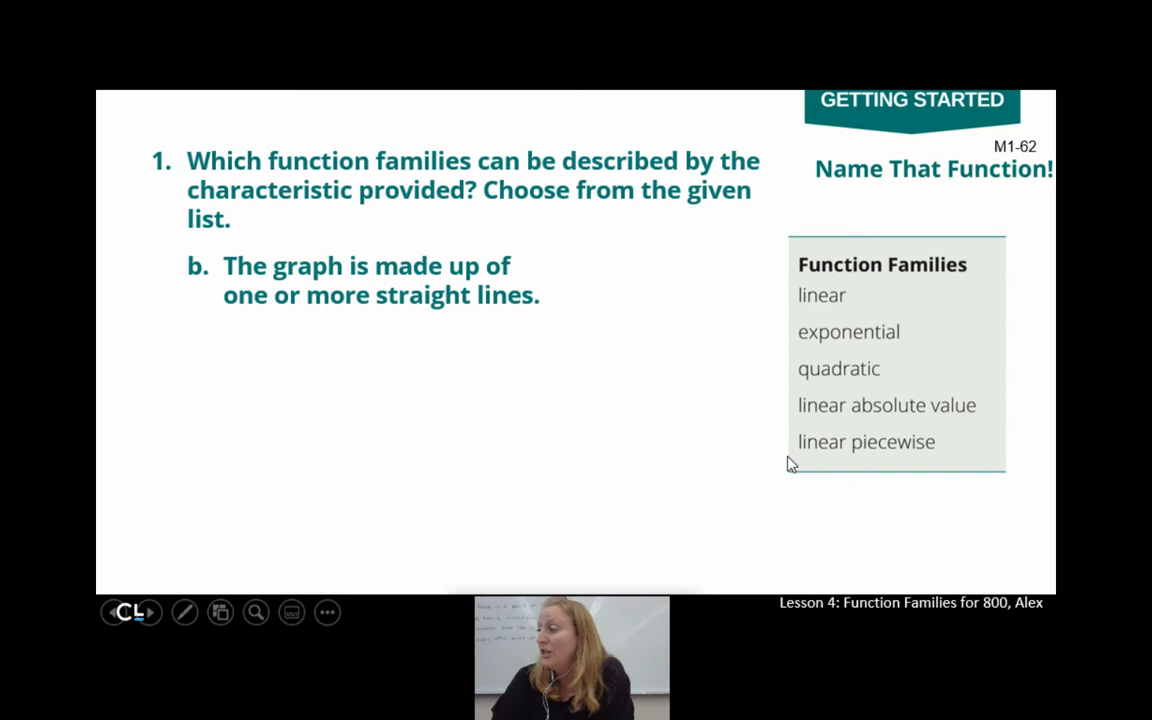 GETTING STARTED
M1-62
Name That Function!
1. Which function families can be described by the
characteristic provided? Choose from the given
list.
b. The graph is made up of
one or more straight lines.
Function Families
linear
exponential
quadratic
linear absolute value
linear piecewise
CL
Lesson 4: Function Families for 800, Alex